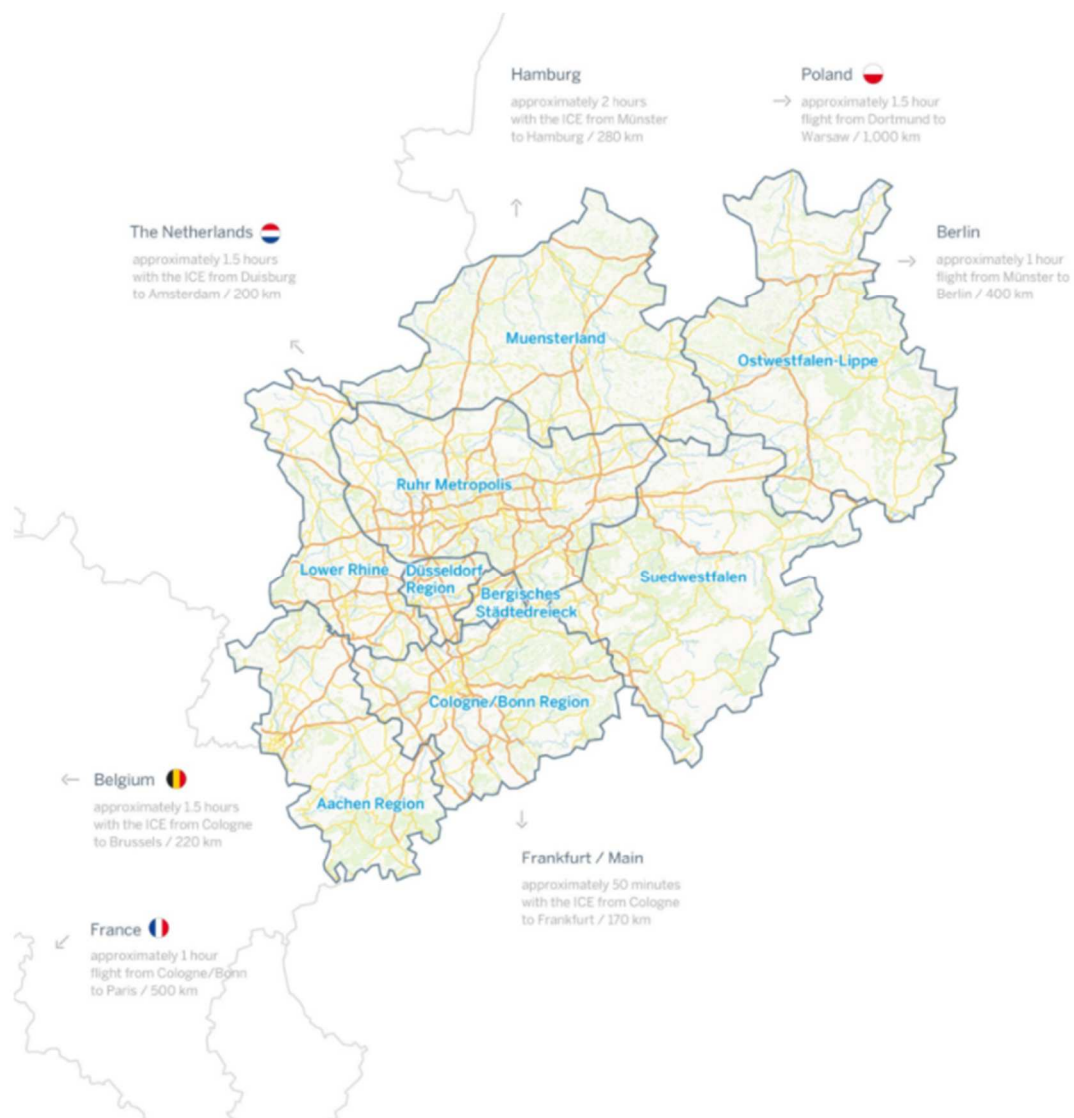 Hamburg
approximately 2 hours
with the ICE from Münster
to Hamburg / 280 km
Poland
approximately 1.5 hour
flight from Dortmund to
Warsaw / 1,000 km
The Netherlands
approximately 1.5 hours
with the ICE from Duisburg
to Amsterdam / 200 km
Berlin
approximately 1 hour
flight from Münster to
Berlin / 400 km
Muensterland
Ostwestfalen-Lippe
Ruhr Metropolis
Lower Rhine
Düsseldorf
Region
Bergisches
Städtedreieck
Suedwestfalen
Cologne/Bonn Region
Aachen Region
Belgium
approximately 1.5 hours
with the ICE from Cologne
to Brussels / 220 km
Frankfurt / Main
approximately 50 minutes
with the ICE from Cologne
to Frankfurt / 170 km
France
approximately 1 hour
flight from Cologne/Bonn
to Paris / 500 km